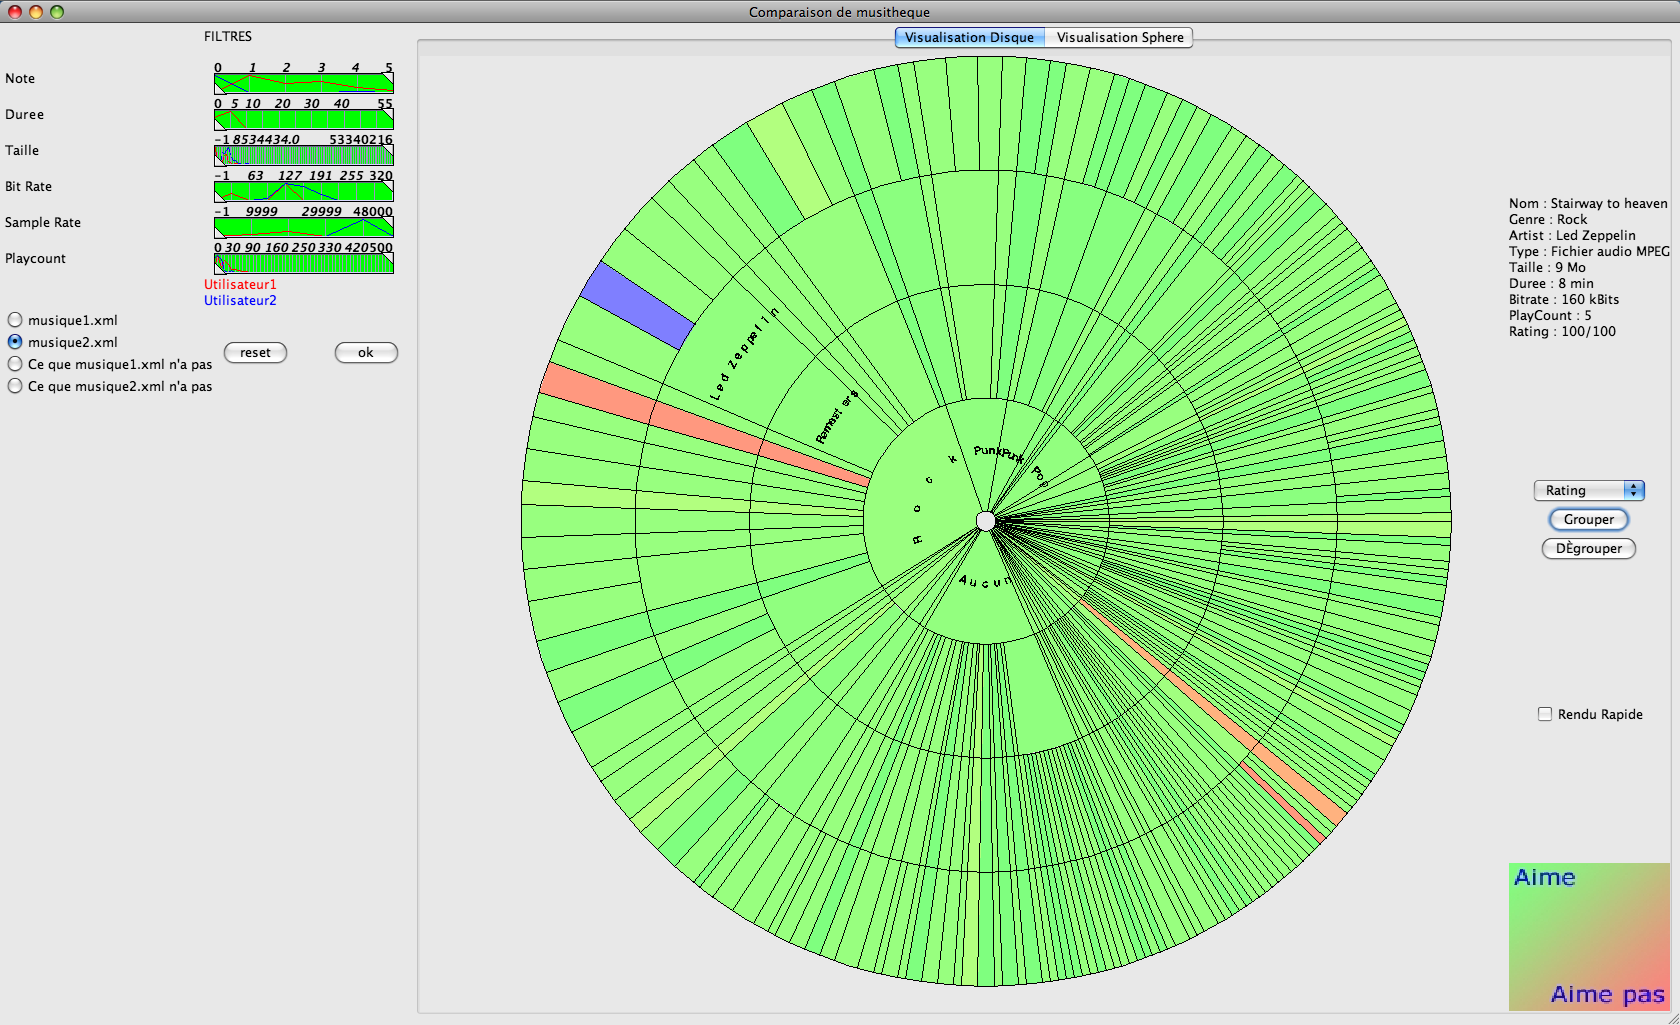 Comparaison de musitheque
FILTRES
Visualisation Disque
Visualisation Sphere
Note
0 1 2 3 4 5
Duree
0 5 10 20 30 40 55
Taille
-1 8534434.0 53340216
Bit Rate
-1 63 127 191 255 320
Sample Rate
-1 9999 29999 48000
Playcount
0 30 90 160 250 330 420 500
Utilisateur1
Utilisateur2
musique1.xml
musique2.xml
Ce que musique1.xml n'a pas
Ce que musique2.xml n'a pas
reset
ok
Led Zeppelin
Remasters
Rock
Punk
Punk
Pop
Aucun
Nom : Stairway to heaven
Genre : Rock
Artist : Led Zeppelin
Type : Fichier audio MPEG
Taille : 9 Mo
Duree : 8 min
Bitrate : 160 kBits
PlayCount : 5
Rating : 100/100
Rating
Grouper
DÈgrouper
Rendu Rapide
Aime
Aime pas